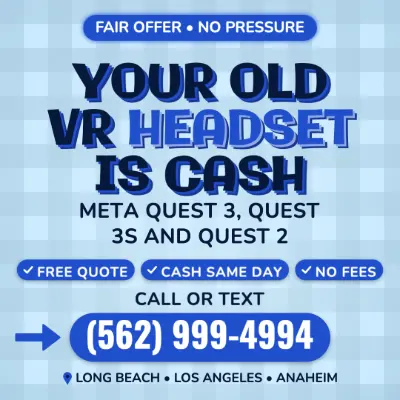 FAIR OFFER • NO PRESSURE
YOUR OLD
VR HEADSET
IS CASH
META QUEST 3, QUEST
3S AND QUEST 2
FREE QUOTE
CASH SAME DAY
NO FEES
CALL OR TEXT
(562) 999-4994
LONG BEACH • LOS ANGELES • ANAHEIM